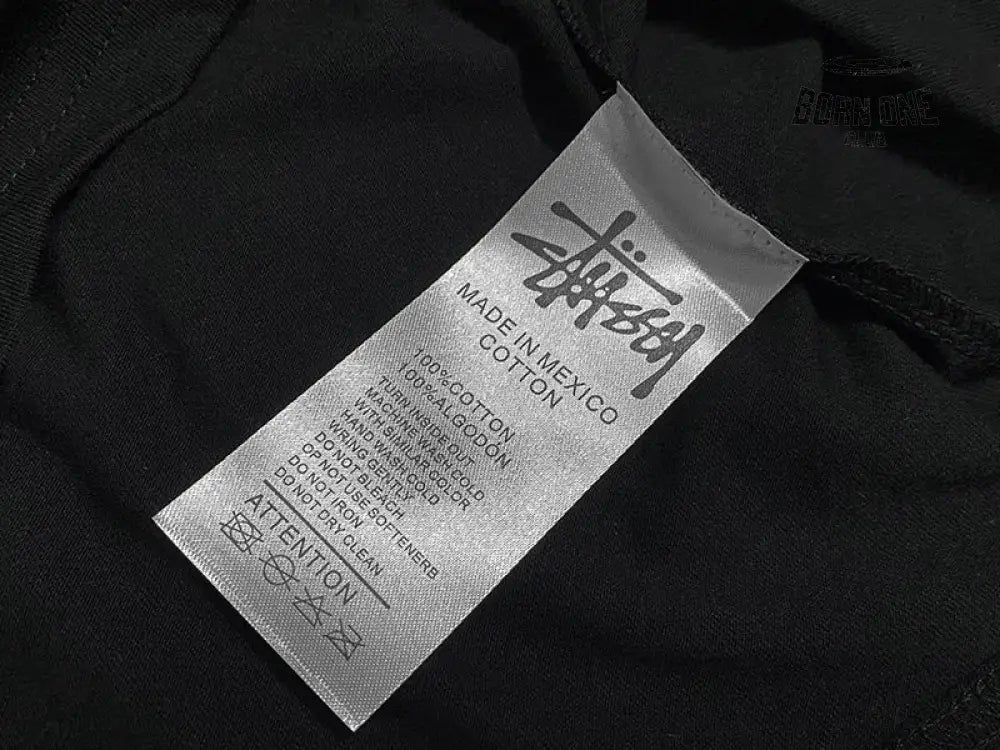 BORN ONE
CLUB
Stüssy
MADE IN MEXICO
COTTON
100%COTTON
100%ALGODÓN
TURN INSIDE OUT
MACHINE WASH COLD
WITH SIMILAR COLOR
HAND WASH COLD
WRING GENTLY
DO NOT BLEACH
OP NOT USE SOFTENERB
DO NOT IRON
DO NOT DRY CLEAN
ATTENTION